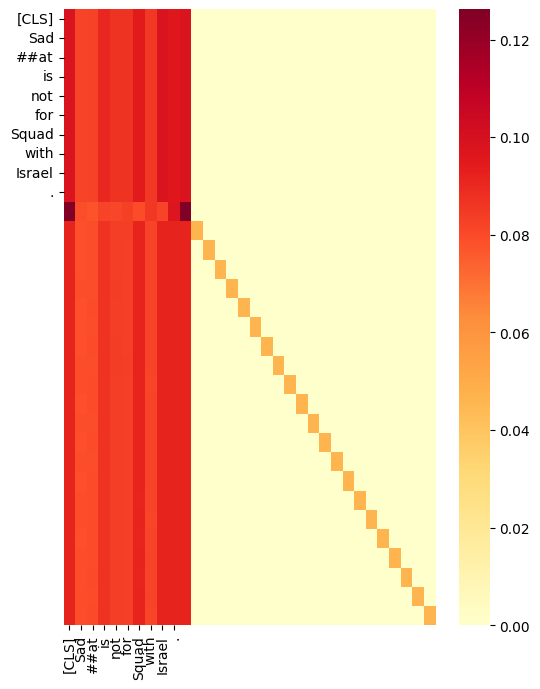 [CLS]
Sad
##at
is
not
for
Squad
with
Israel
.
0.12
0.10
0.08
0.06
0.04
0.02
0.00
[CLS]
Sad
##at
is
not
for
Squad
with
Israel
.